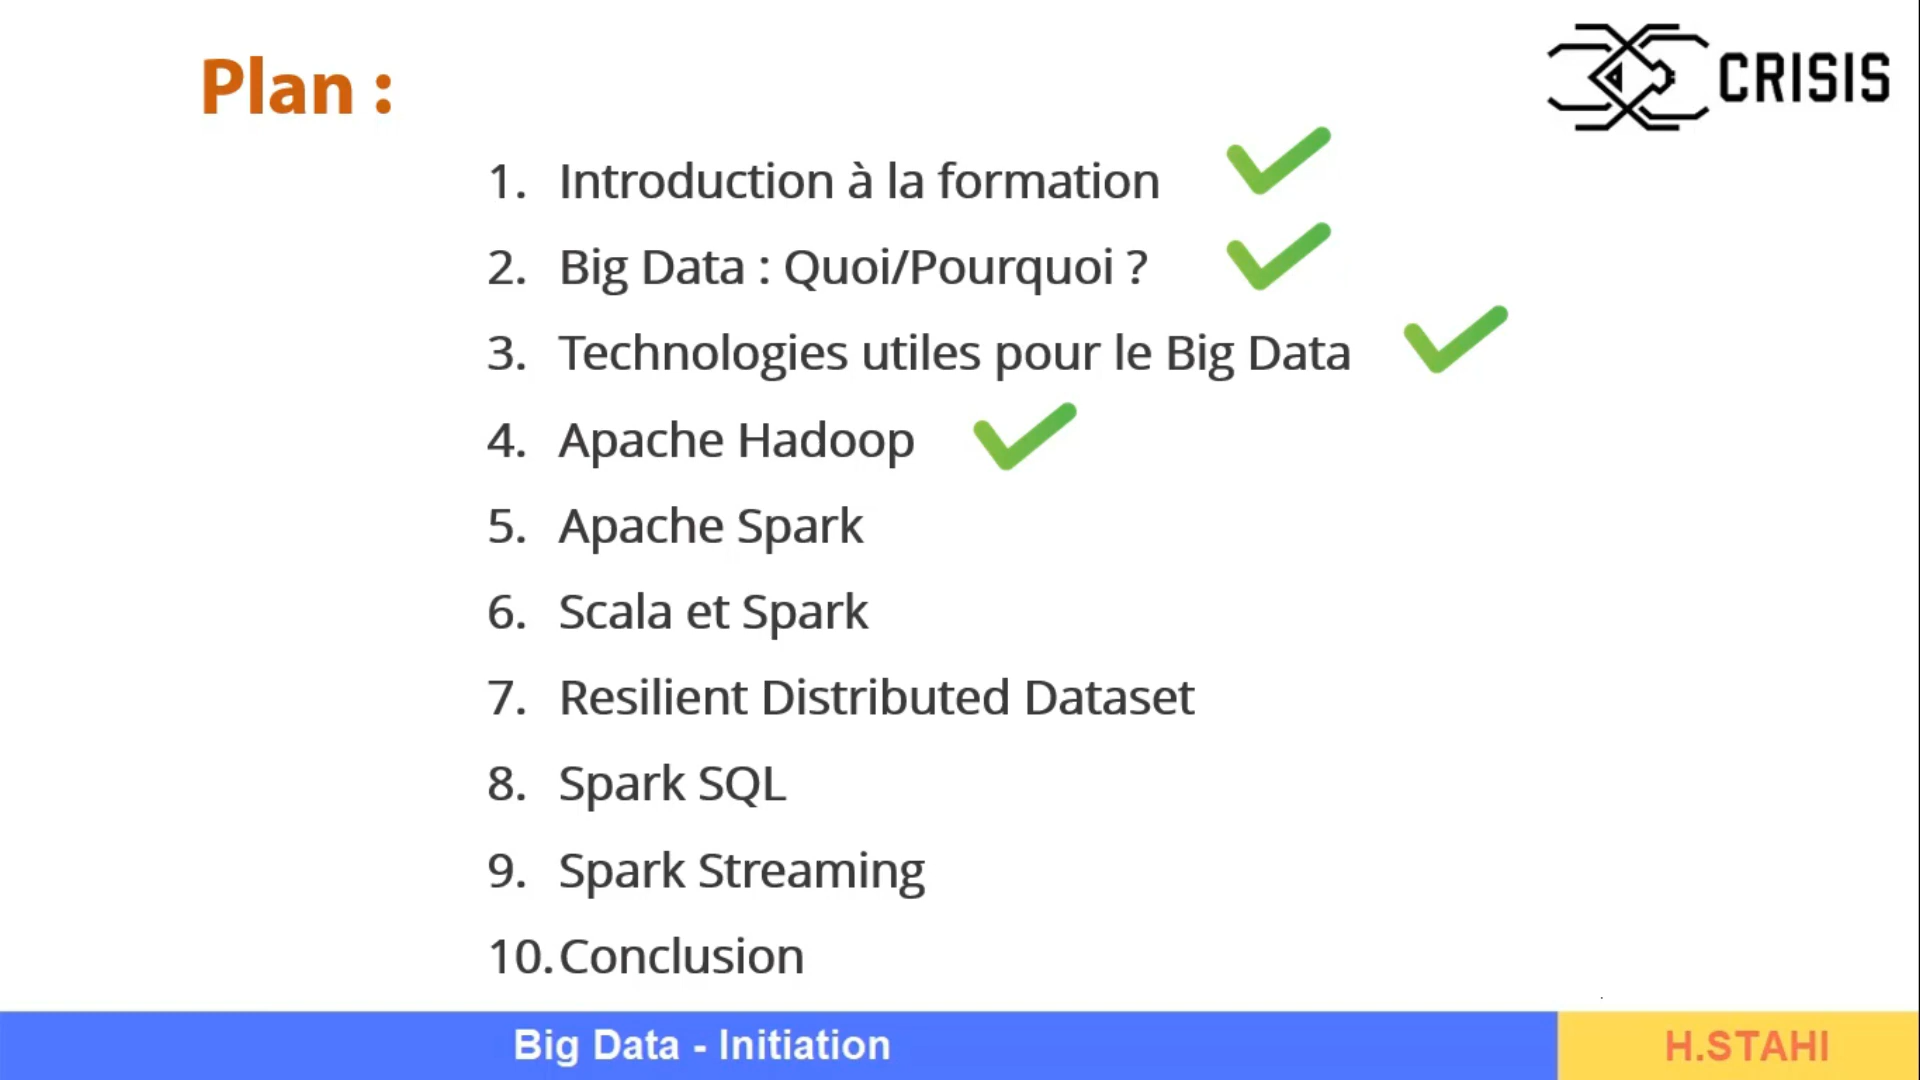 Plan :
CRISIS
1. Introduction à la formation
2. Big Data : Quoi/Pourquoi ?
3. Technologies utiles pour le Big Data
4. Apache Hadoop
5. Apache Spark
6. Scala et Spark
7. Resilient Distributed Dataset
8. Spark SQL
9. Spark Streaming
10. Conclusion
Big Data - Initiation
H.STAHI